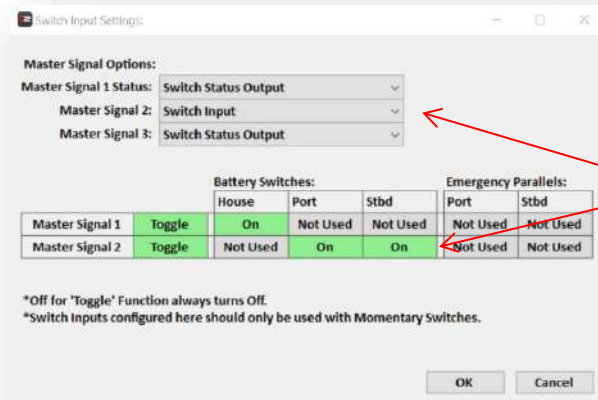 Switch Input Settings:
Master Signal Options:
Master Signal 1 Status: Switch Status Output
Master Signal 2: Switch Input
Master Signal 3: Switch Status Output
Battery Switches: Emergency Parallels:
House Port Stbd Port Stbd
Master Signal 1 Toggle On Not Used Not Used Not Used Not Used
Master Signal 2 Toggle Not Used On On Not Used Not Used
*Off for 'Toggle' Function always turns Off.
*Switch Inputs configured here should only be used with Momentary Switches.
OK Cancel